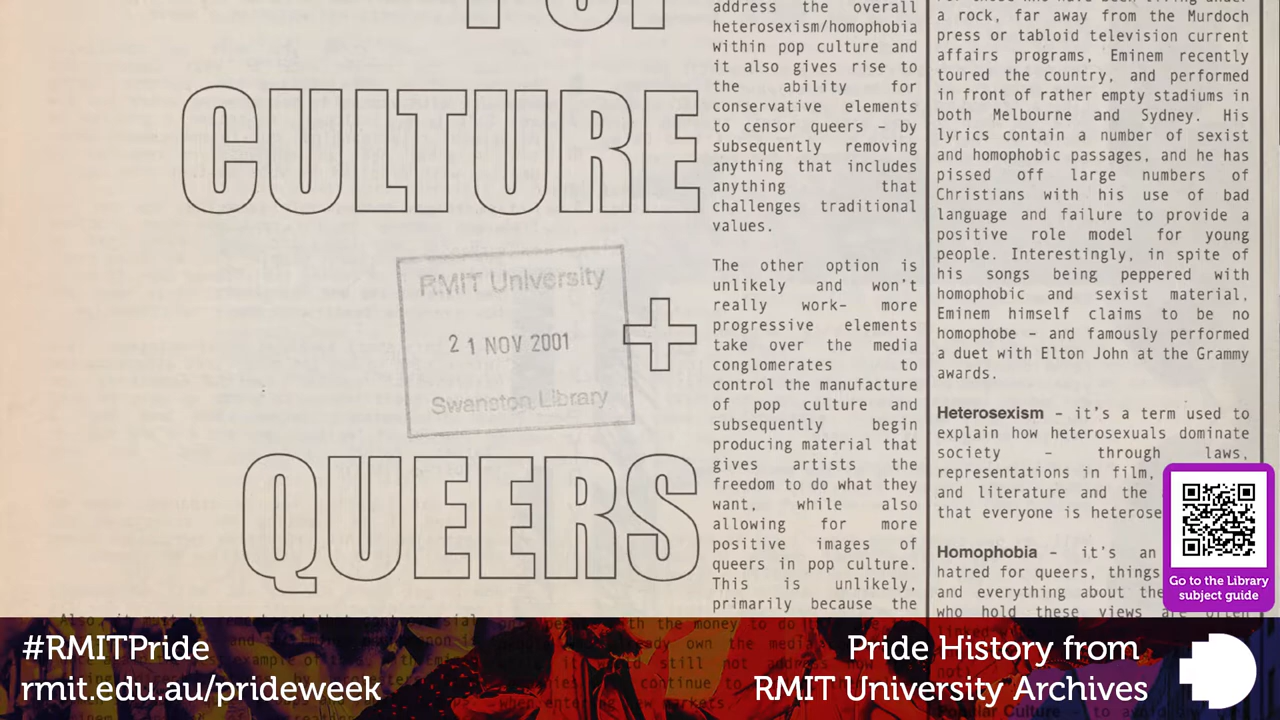 POP
CULTURE
+
QUEERS
RMIT University
21 NOV 2001
Swanston Library
address the overall
heterosexism/homophobia
within pop culture and
it also gives rise to
the ability for
conservative elements
to censor queers – by
subsequently removing
anything that includes
anything that
challenges traditional
values.
The other option is
unlikely and won't
really work– more
progressive elements
take over the media
conglomerates to
control the manufacture
of pop culture and
subsequently begin
producing material that
gives artists the
freedom to do what they
want, while also
allowing for more
positive images of
queers in pop culture.
This is unlikely,
primarily because the
a rock, far away from the Murdoch
press or tabloid television current
affairs programs, Eminem recently
toured the country, and performed
in front of rather empty stadiums in
both Melbourne and Sydney. His
lyrics contain a number of sexist
and homophobic passages, and he has
pissed off large numbers of
Christians with his use of bad
language and failure to provide a
positive role model for young
people. Interestingly, in spite of
his songs being peppered with
homophobic and sexist material,
Eminem himself claims to be no
homophobe – and famously performed
a duet with Elton John at the Grammy
awards.
Heterosexism – it's a term used to
explain how heterosexuals dominate
society – through laws,
representations in film,
and literature and the
that everyone is heterose
Homophobia – it's an
hatred for queers, things
and everything about the
who hold these views are often
Go to the Library
subject guide
#RMITPride
rmit.edu.au/prideweek
Pride History from
RMIT University Archives